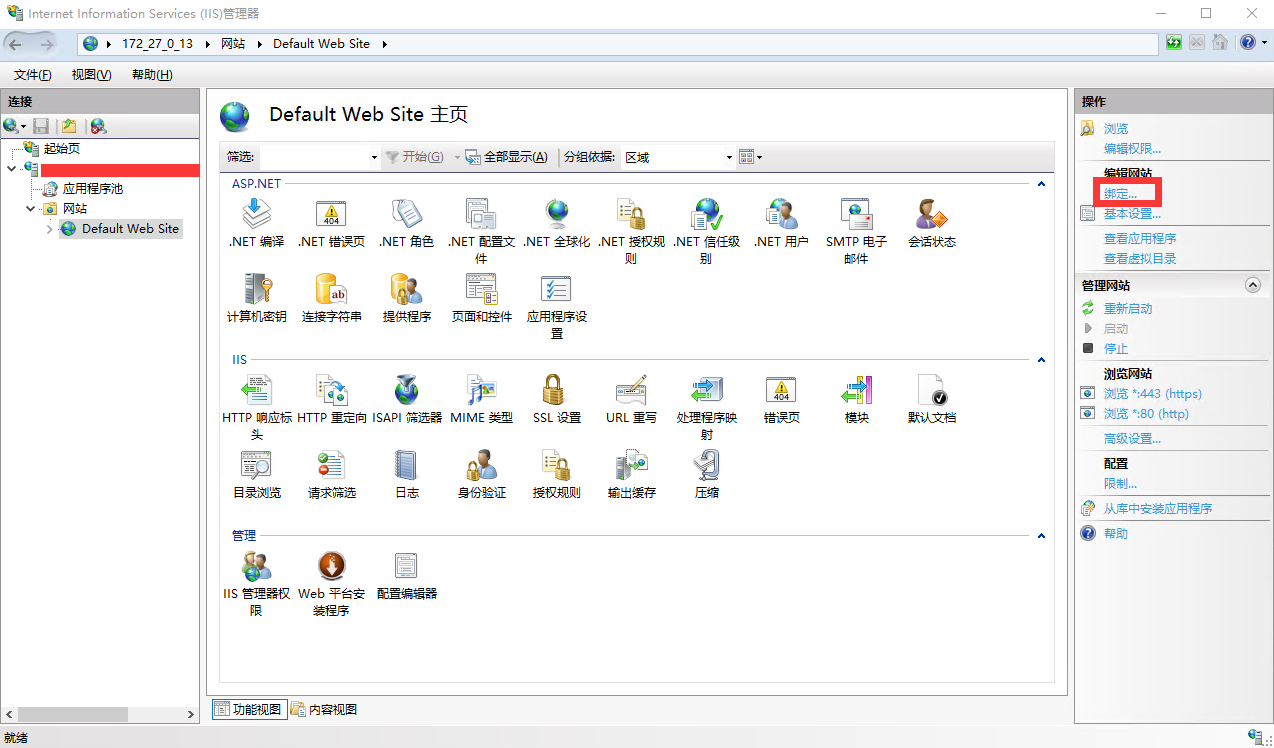 Internet Information Services (IIS)管理器
172_27_0_13 网站 Default Web Site
文件(F) 视图(V) 帮助(H)
连接
起始页
应用程序池
网站
Default Web Site
Default Web Site 主页
筛选: 开始(G) 全部显示(A) 分组依据: 区域
ASP.NET
.NET 编译 .NET 错误页 .NET 角色 .NET 配置文 .NET 全球化 .NET 授权规 .NET 信任级 .NET 用户 SMTP 电子 会话状态
件 则 别 邮件
计算机密钥 连接字符串 提供程序 页面和控件 应用程序设
置
IIS
HTTP 响应标 HTTP 重定向 ISAPI 筛选器 MIME 类型 SSL 设置 URL 重写 处理程序映 错误页 模块 默认文档
头 射
目录浏览 请求筛选 日志 身份验证 授权规则 输出缓存 压缩
管理
IIS 管理器权 Web 平台安 配置编辑器
限 装程序
功能视图 内容视图
操作
浏览
编辑权限...
编辑网站
绑定...
基本设置...
查看应用程序
查看虚拟目录
管理网站
重新启动
启动
停止
浏览网站
浏览 *:443 (https)
浏览 *:80 (http)
高级设置...
配置
限制...
从库中安装应用程序
帮助
就绪